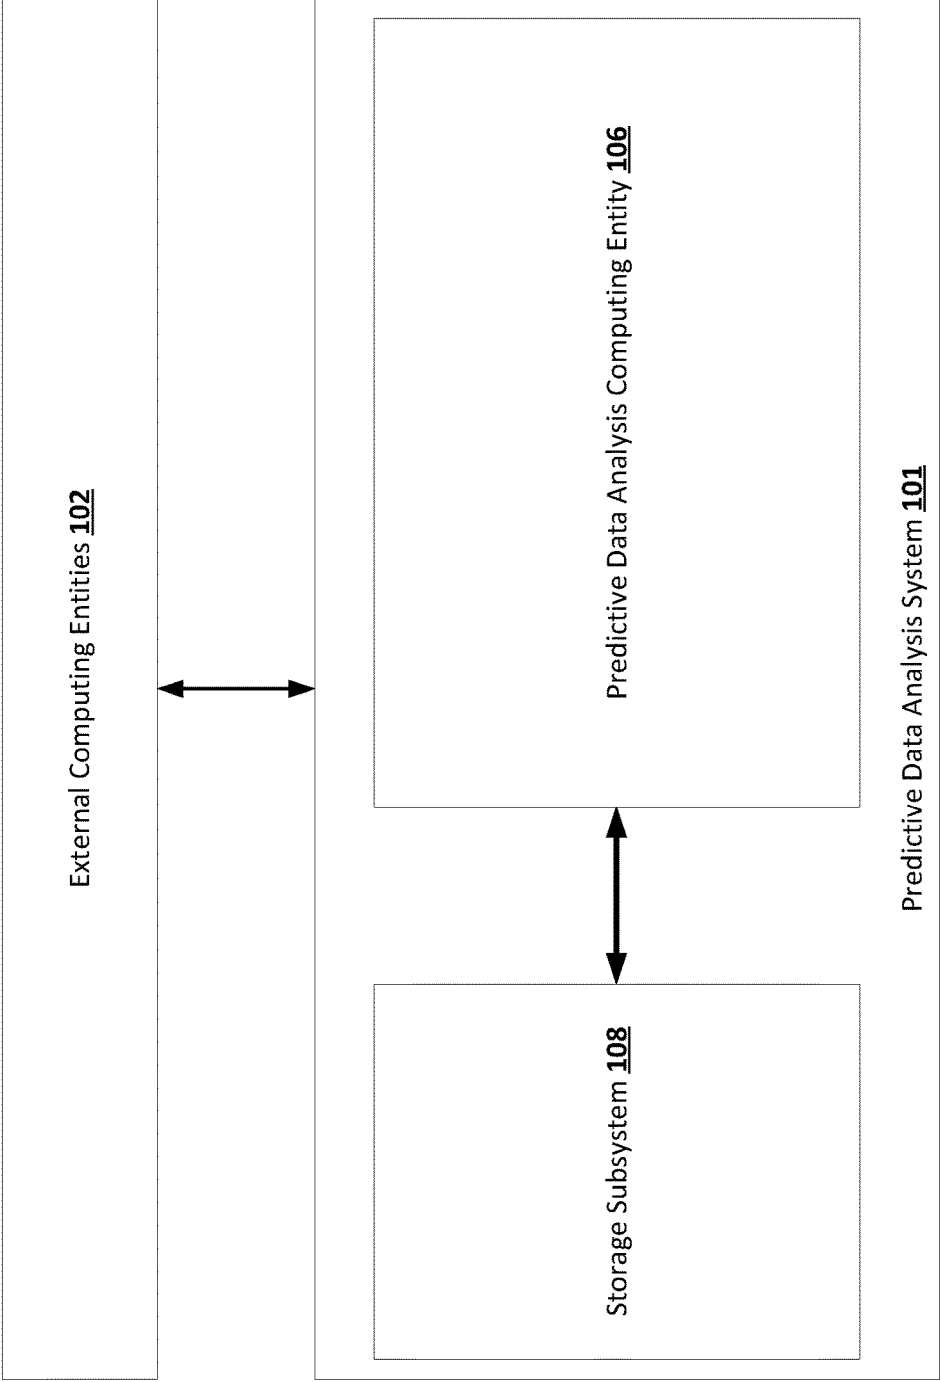 External Computing Entities 102
Storage Subsystem 108
Predictive Data Analysis Computing Entity 106
Predictive Data Analysis System 101